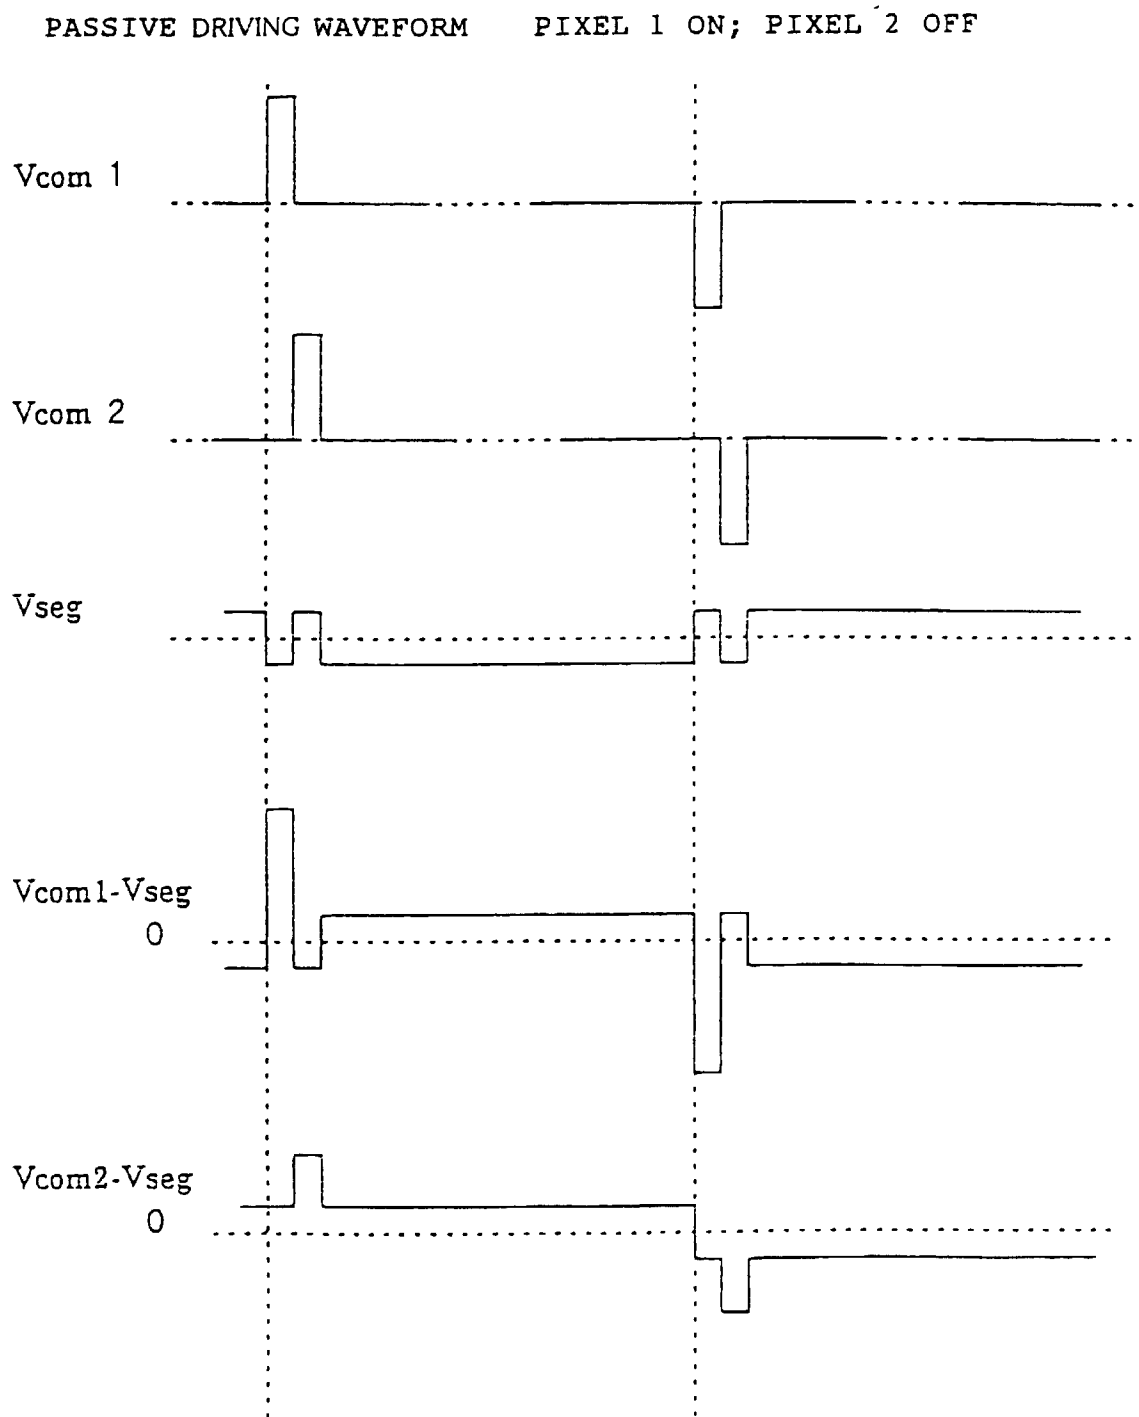 PASSIVE DRIVING WAVEFORM PIXEL 1 ON; PIXEL 2 OFF
Vcom 1
Vcom 2
Vseg
Vcom1-Vseg
0
Vcom2-Vseg
0